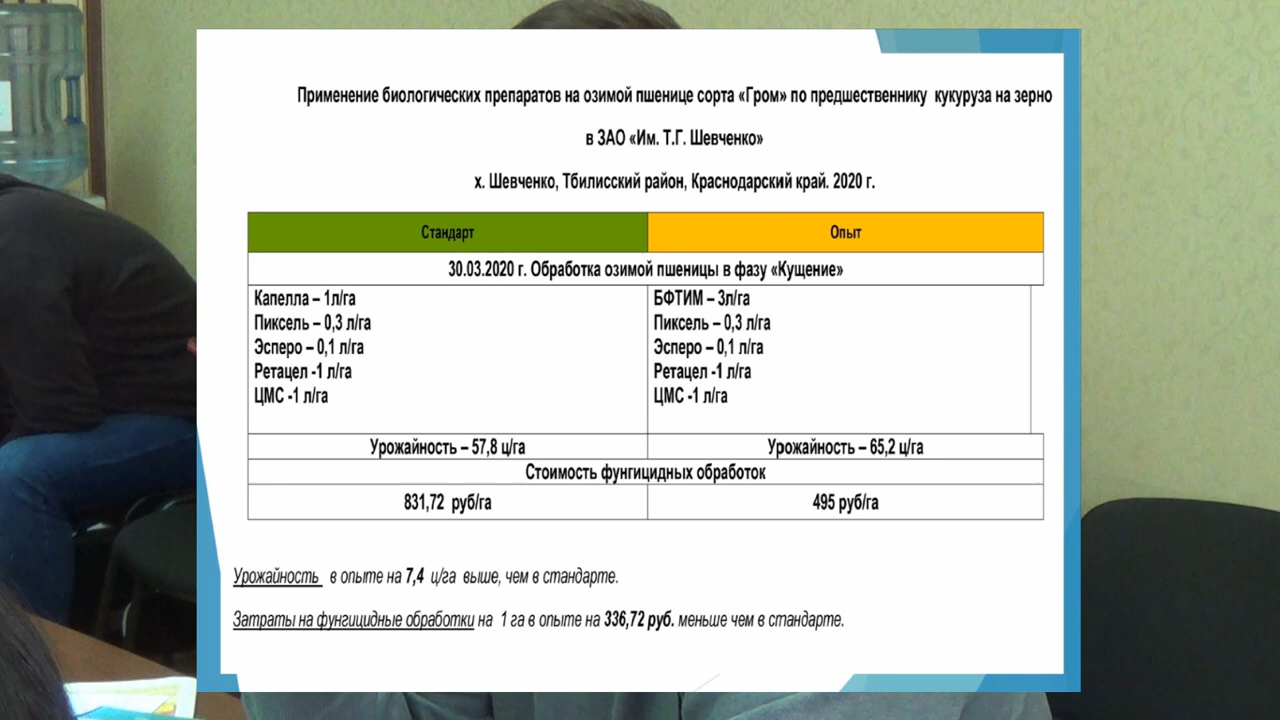 Применение биологических препаратов на озимой пшенице сорта «Гром» по предшественнику кукуруза на зерно
в ЗАО «Им. Т.Г. Шевченко»
х. Шевченко, Тбилисский район, Краснодарский край. 2020 г.
Стандарт Опыт
30.03.2020 г. Обработка озимой пшеницы в фазу «Кущение»
Капелла – 1л/га БФТИМ – 3л/га
Пиксель – 0,3 л/га Пиксель – 0,3 л/га
Эсперо – 0,1 л/га Эсперо – 0,1 л/га
Ретацел -1 л/га Ретацел -1 л/га
ЦМС -1 л/га ЦМС -1 л/га
Урожайность – 57,8 ц/га Урожайность – 65,2 ц/га
Стоимость фунгицидных обработок
831,72 руб/га 495 руб/га
Урожайность в опыте на 7,4 ц/га выше, чем в стандарте.
Затраты на фунгицидные обработки на 1 га в опыте на 336,72 руб. меньше чем в стандарте.